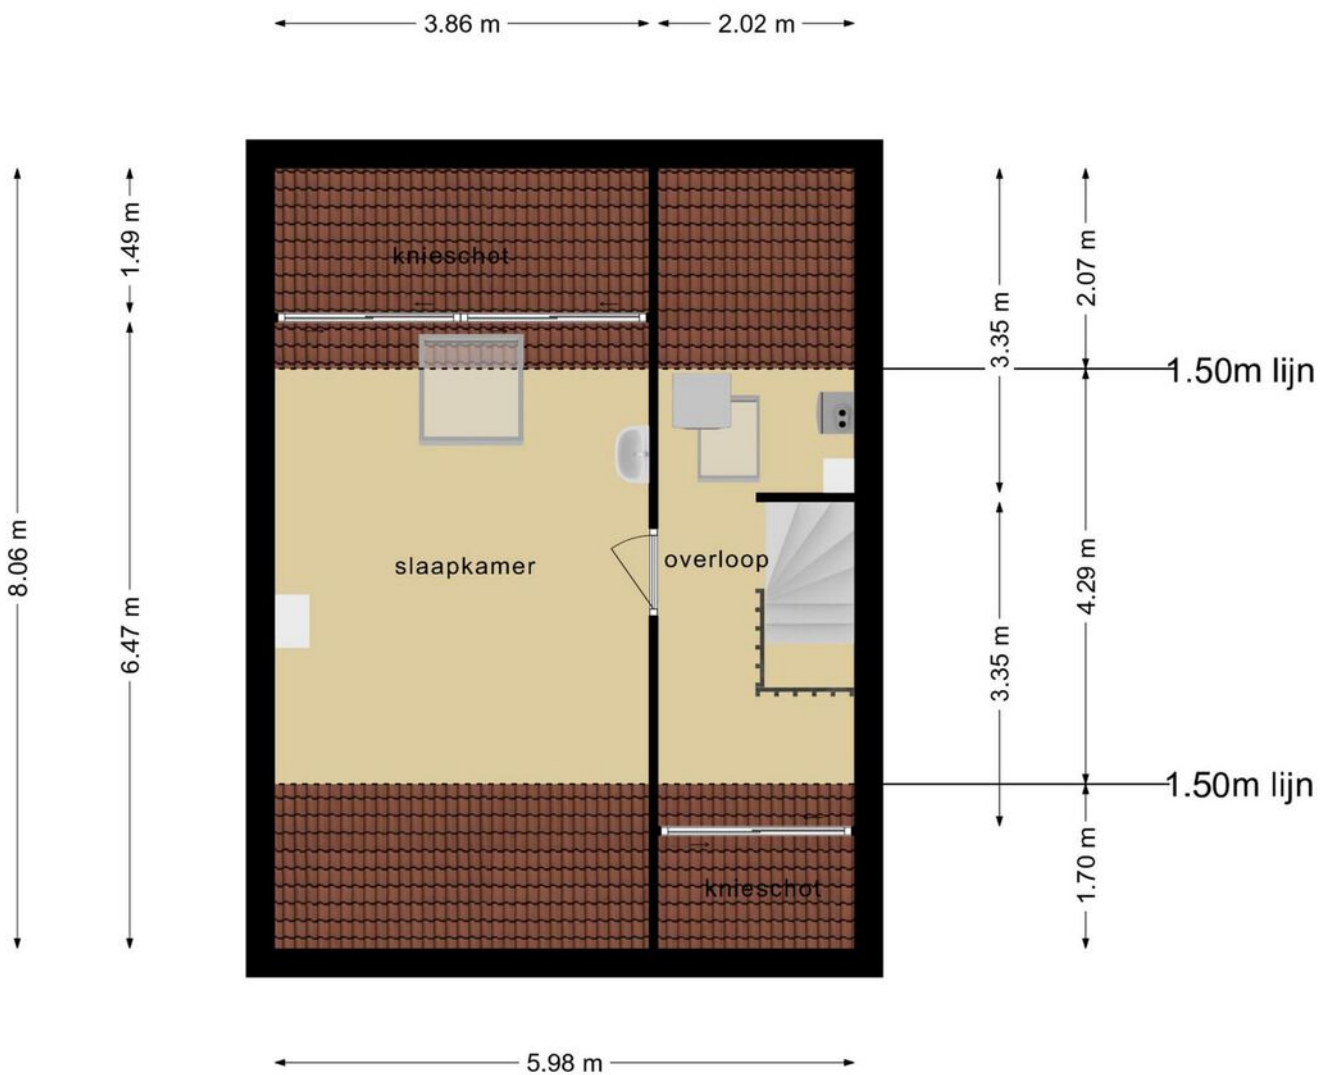 3.86 m
2.02 m
knieschot
1.49 m
2.07 m
3.35 m
1.50m lijn
8.06 m
6.47 m
slaapkamer
overloop
4.29 m
3.35 m
1.50m lijn
knieschot
1.70 m
5.98 m